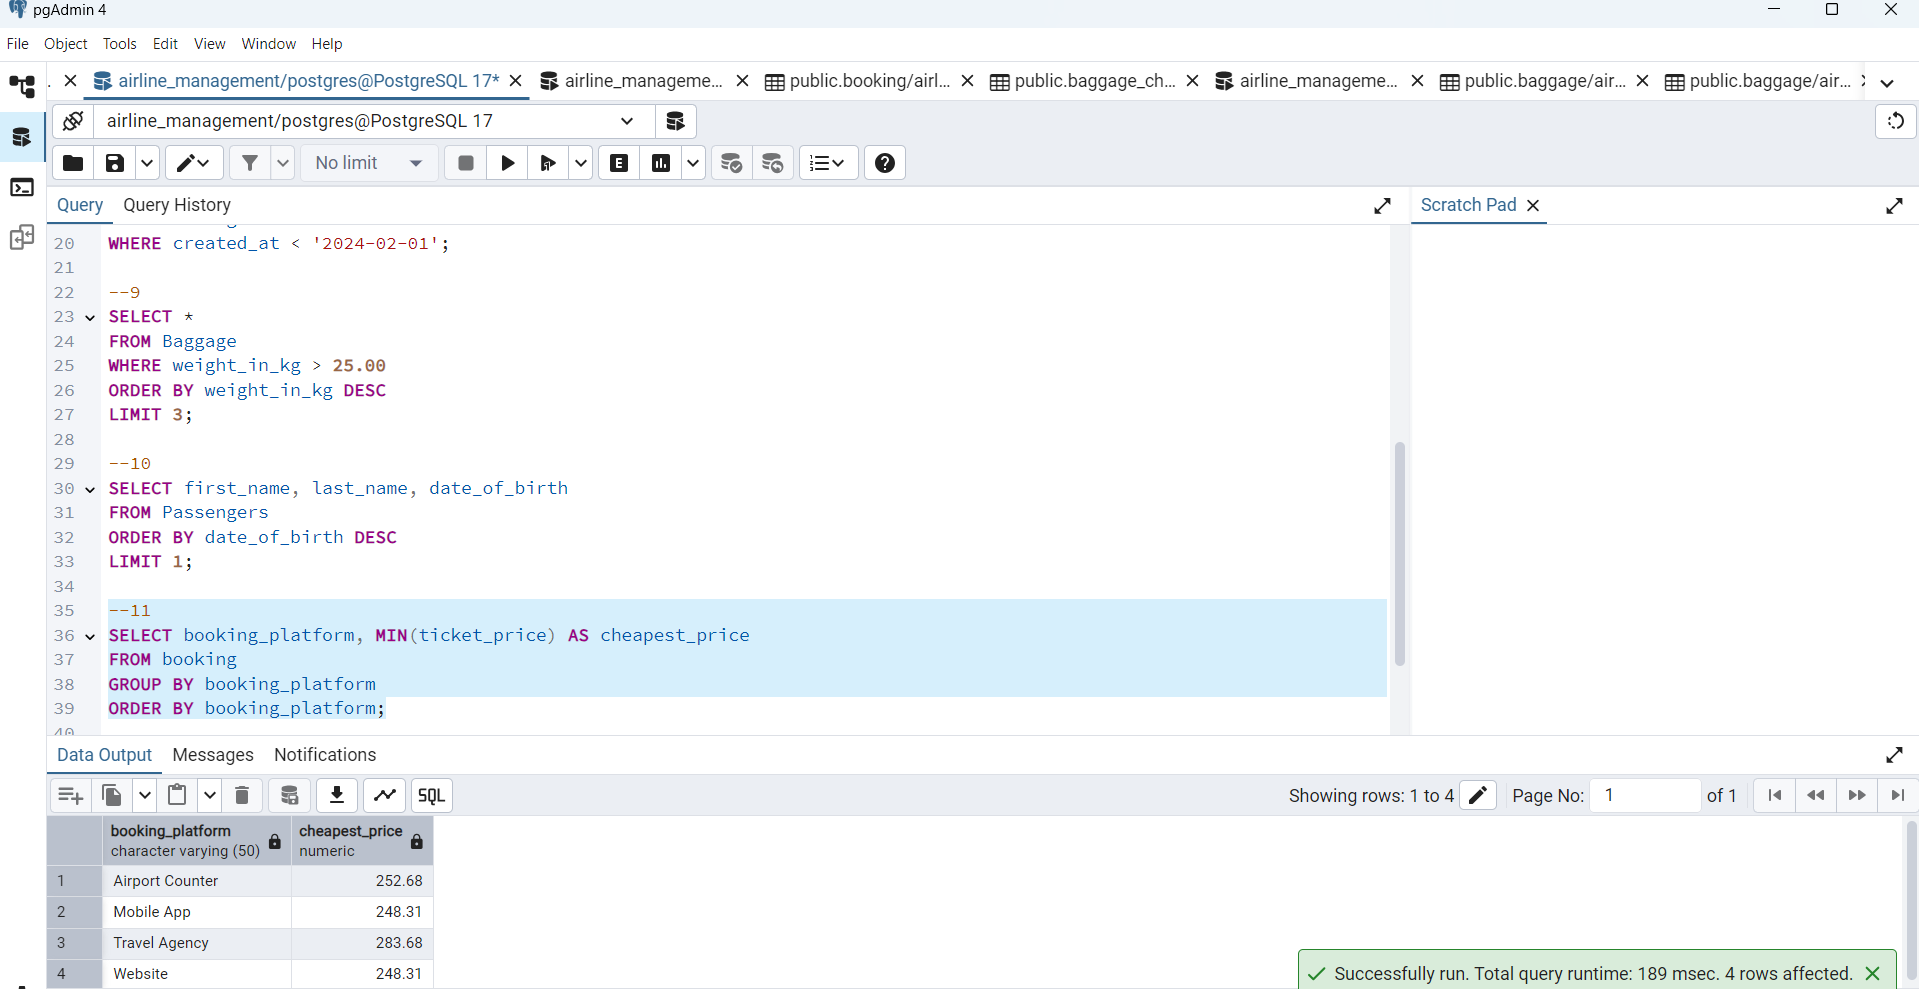 pgAdmin 4
File Object Tools Edit View Window Help
. airline_management/postgres@PostgreSQL 17* airline_manageme... public.booking/airl... public.baggage_ch... airline_manageme... public.baggage/air... public.baggage/air...
airline_management/postgres@PostgreSQL 17
No limit E
Query Query History Scratch Pad
20 WHERE created_at < '2024-02-01';
21
22 --9
23 SELECT *
24 FROM Baggage
25 WHERE weight_in_kg > 25.00
26 ORDER BY weight_in_kg DESC
27 LIMIT 3;
28
29 --10
30 SELECT first_name, last_name, date_of_birth
31 FROM Passengers
32 ORDER BY date_of_birth DESC
33 LIMIT 1;
34
35 --11
36 SELECT booking_platform, MIN(ticket_price) AS cheapest_price
37 FROM booking
38 GROUP BY booking_platform
39 ORDER BY booking_platform;
40
Data Output Messages Notifications
SQL Showing rows: 1 to 4 Page No: 1 of 1
booking_platform cheapest_price
character varying (50) numeric
1 Airport Counter 252.68
2 Mobile App 248.31
3 Travel Agency 283.68
4 Website 248.31
Successfully run. Total query runtime: 189 msec. 4 rows affected.